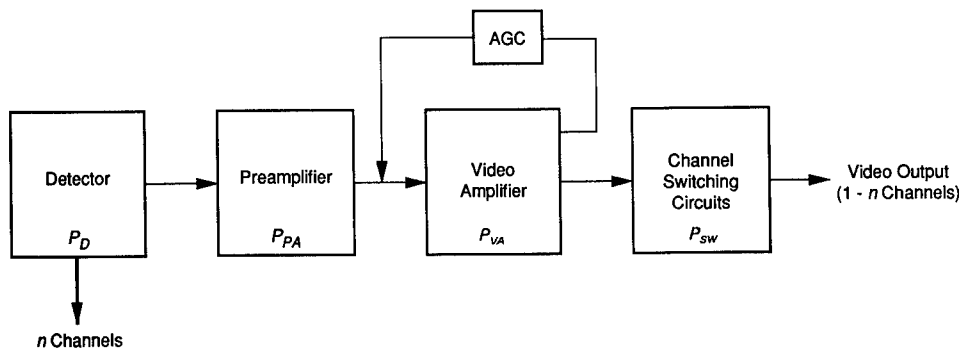 AGC
Detector
P_D
Preamplifier
P_PA
Video
Amplifier
P_VA
Channel
Switching
Circuits
P_SW
Video Output
(1 - n Channels)
n Channels